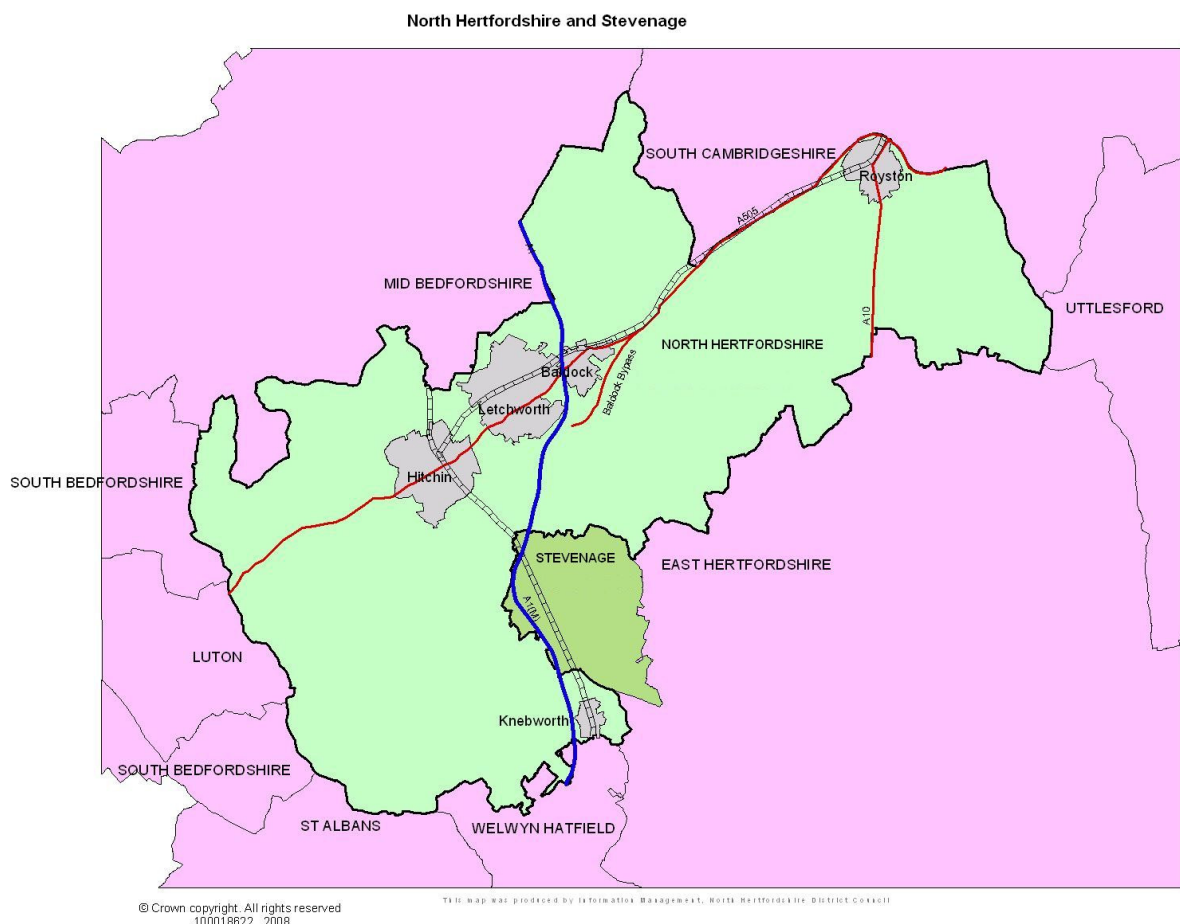 North Hertfordshire and Stevenage
SOUTH CAMBRIDGESHIRE
Royston
A505
MID BEDFORDSHIRE
UTTLESFORD
A10
NORTH HERTFORDSHIRE
Baldock
Baldock Bypass
Letchworth
Hitchin
SOUTH BEDFORDSHIRE
STEVENAGE
EAST HERTFORDSHIRE
A1(M)
LUTON
Knebworth
SOUTH BEDFORDSHIRE
ST ALBANS
WELWYN HATFIELD
This map was produced by Information Management, North Hertfordshire District Council
© Crown copyright. All rights reserved
100018622 2008